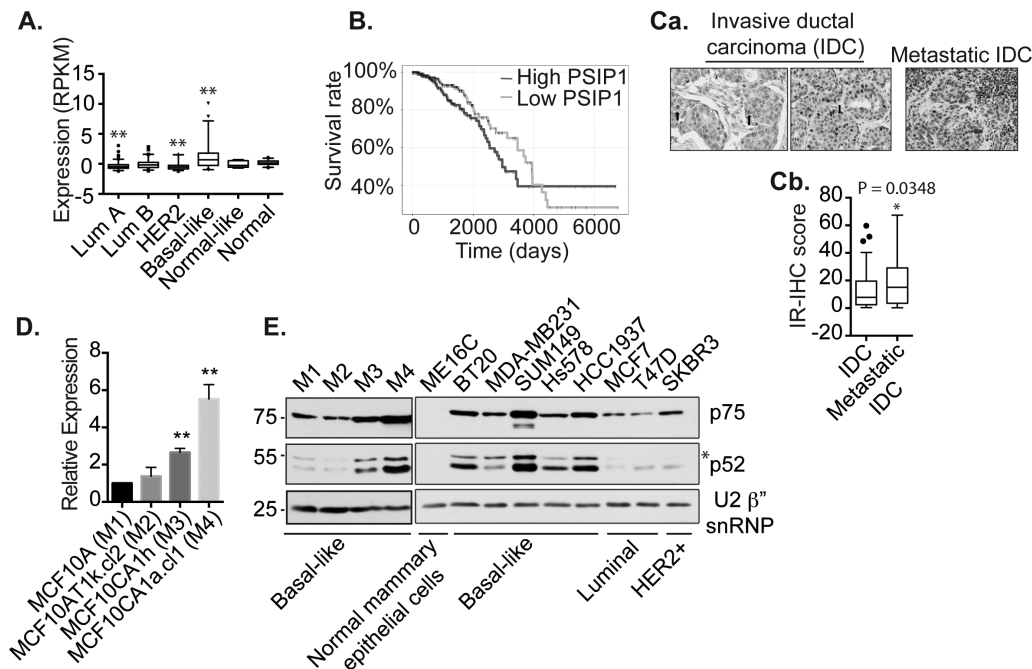 A.
Expression (RPKM)
15
10
5
0
-5
**
**
**
Lum A
Lum B
HER2
Basal-like
Normal-like
Normal
B.
Survival rate
100%
80%
60%
40%
High PSIP1
Low PSIP1
0
2000
4000
6000
Time (days)
Ca.
Invasive ductal
carcinoma (IDC)
Metastatic IDC
Cb.
P = 0.0348
*
IR-IHC score
80
60
40
20
0
-20
IDC
Metastatic
IDC
D.
Relative Expression
8
6
4
2
0
**
**
MCF10A (M1)
MCF10AT1k.cl2 (M2)
MCF10CA1h (M3)
MCF10CA1a.cl1 (M4)
E.
M1
M2
M3
M4
ME16C
BT20
MDA-MB231
SUM149
Hs578
HCC1937
MCF7
T47D
SKBR3
75
p75
55
*
p52
25
U2 β”
snRNP
Basal-like
Normal mammary
epithelial cells
Basal-like
Luminal
HER2+